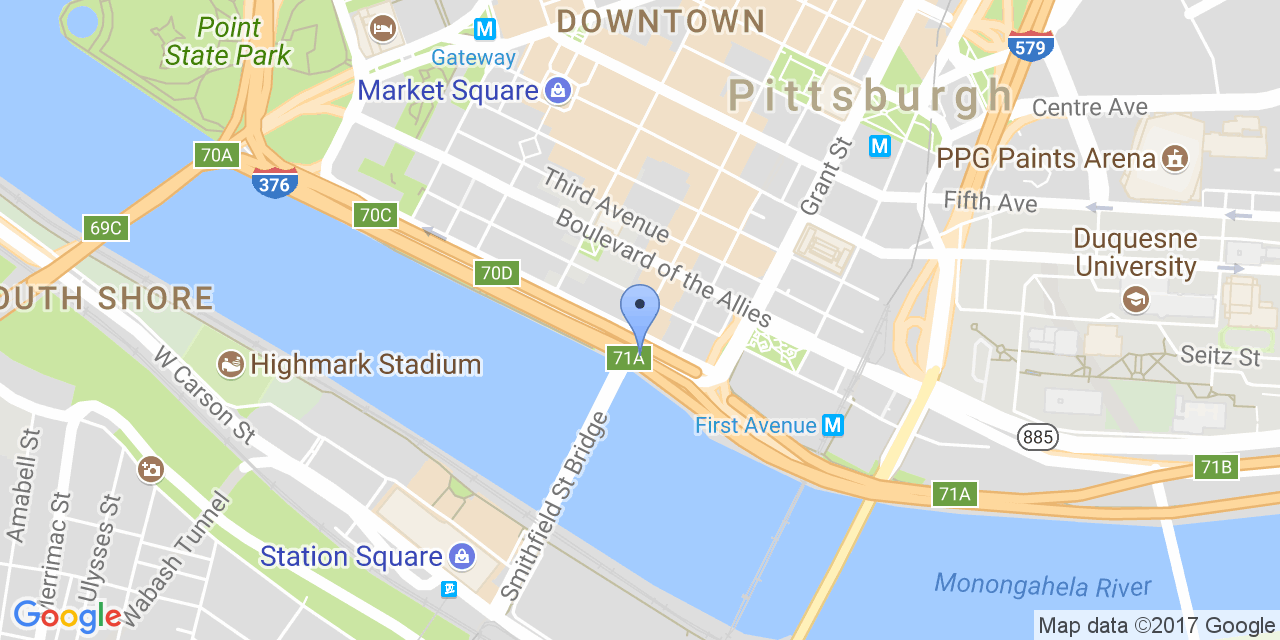 Point
State Park
DOWNTOWN
M
Gateway
579
Market Square
Pittsburgh
Centre Ave
M
70A
PPG Paints Arena
376
Grant St
Third Avenue
Fifth Ave
70C
69C
Boulevard of the Allies
Duquesne
University
70D
OUTH SHORE
71A
Seitz St
Highmark Stadium
W Carson St
First Avenue M
885
71B
71A
Smithfield St Bridge
Amabell St
Merrimac St
Ulysses St
Wabash Tunnel
Station Square
Monongahela River
Google
Map data ©2017 Google